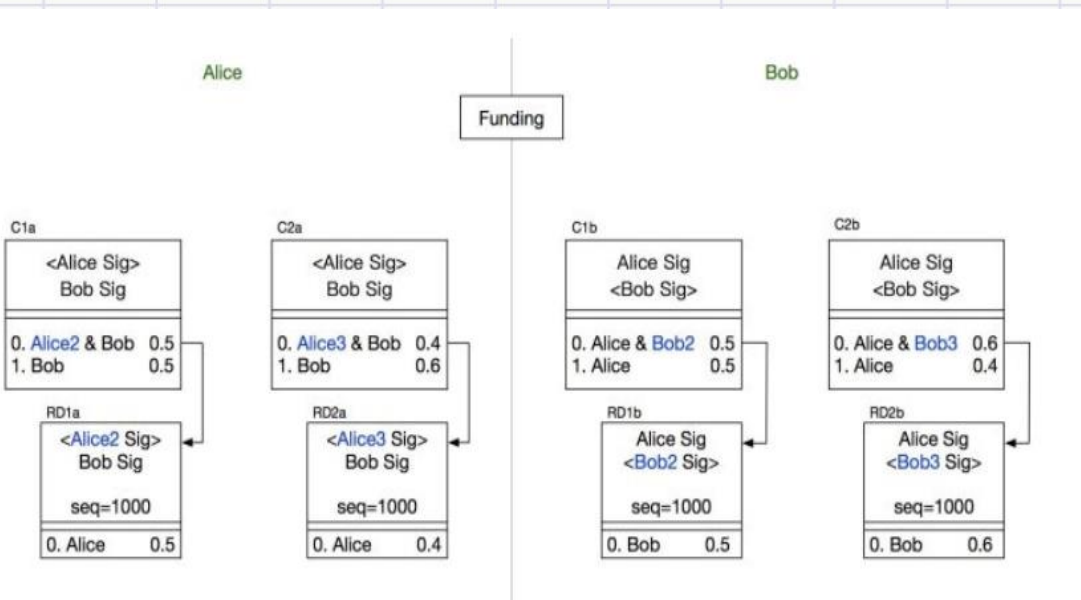 Alice
Bob
Funding
C1a
<Alice Sig>
Bob Sig
0. Alice2 & Bob 0.5
1. Bob 0.5
RD1a
<Alice2 Sig>
Bob Sig
seq=1000
0. Alice 0.5
C2a
<Alice Sig>
Bob Sig
0. Alice3 & Bob 0.4
1. Bob 0.6
RD2a
<Alice3 Sig>
Bob Sig
seq=1000
0. Alice 0.4
C1b
Alice Sig
<Bob Sig>
0. Alice & Bob2 0.5
1. Alice 0.5
RD1b
Alice Sig
<Bob2 Sig>
seq=1000
0. Bob 0.5
C2b
Alice Sig
<Bob Sig>
0. Alice & Bob3 0.6
1. Alice 0.4
RD2b
Alice Sig
<Bob3 Sig>
seq=1000
0. Bob 0.6